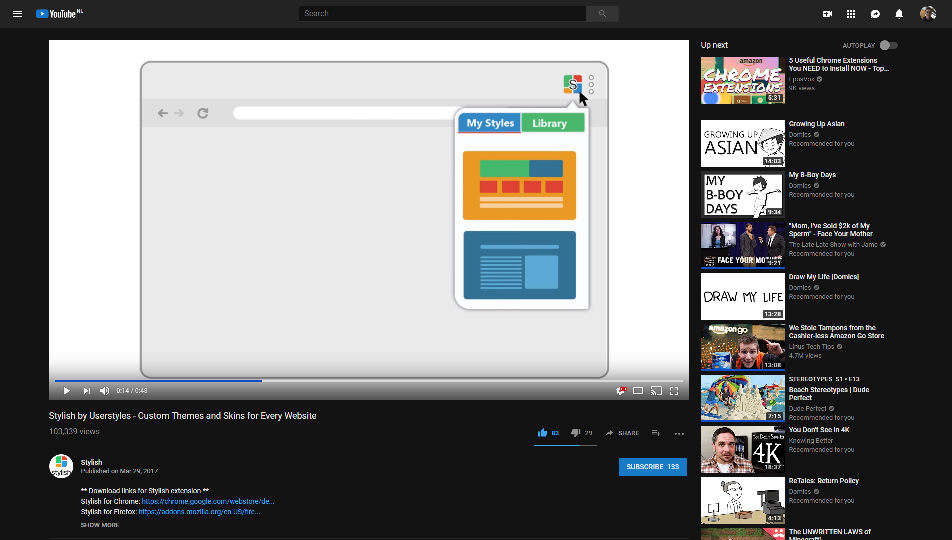 YouTube NL
Search
My Styles
Library
0:14 / 0:43
Stylish by Userstyles - Custom Themes and Skins for Every Website
103,339 views
83
29
SHARE
stylish
Stylish
Published on Mar 29, 2017
SUBSCRIBE 133
** Download links for Stylish extension **
Stylish for Chrome: https://chrome.google.com/webstore/de...
Stylish for Firefox: https://addons.mozilla.org/en-US/fire...
SHOW MORE
Up next
AUTOPLAY
amazon
CHROME
EXTENSIONS
5:31
5 Useful Chrome Extensions
You NEED to Install NOW - Top...
EposVox
9K views
GROWING UP
ASIAN
14:03
Growing Up Asian
Domics
Recommended for you
MY
B-BOY
DAYS
9:34
My B-Boy Days
Domics
Recommended for you
FACE YOUR MO
"Mom, I've Sold $2k of My
Sperm" - Face Your Mother
The Late Late Show with Jame
Recommended for you
DRAW MY LIFE
13:28
Draw My Life [Domics]
Domics
Recommended for you
amazon go
13:08
We Stole Tampons from the
Cashier-less Amazon Go Store
Linus Tech Tips
4.7M views
7:15
STEREOTYPES S1 • E13
Beach Stereotypes | Dude
Perfect
Dude Perfect
Recommended for you
4K
18:37
You Don't See in 4K
Knowing Better
Recommended for you
4:13
ReTales: Return Policy
Domics
Recommended for you
The UNWRITTEN LAWS of
Minecraft!